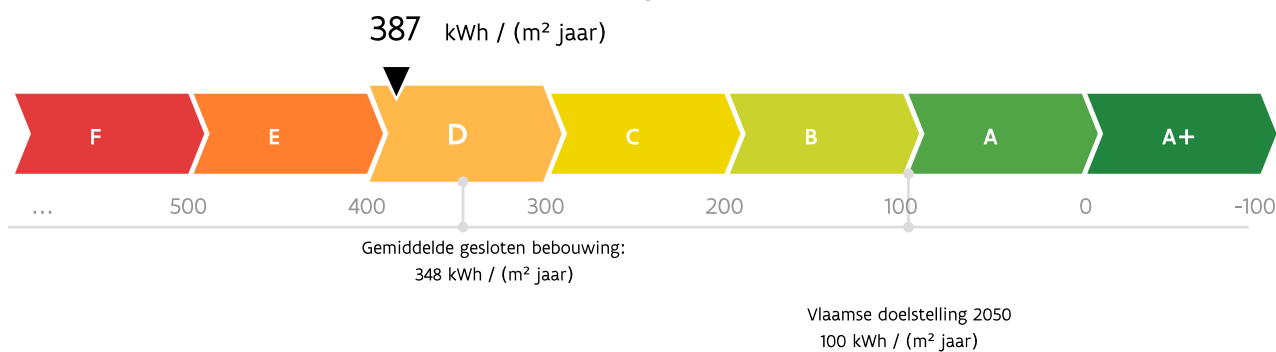 387 kWh / (m² jaar)
F E D C B A A+
... 500 400 300 200 100 0 -100
Gemiddelde gesloten bebouwing:
348 kWh / (m² jaar)
Vlaamse doelstelling 2050
100 kWh / (m² jaar)